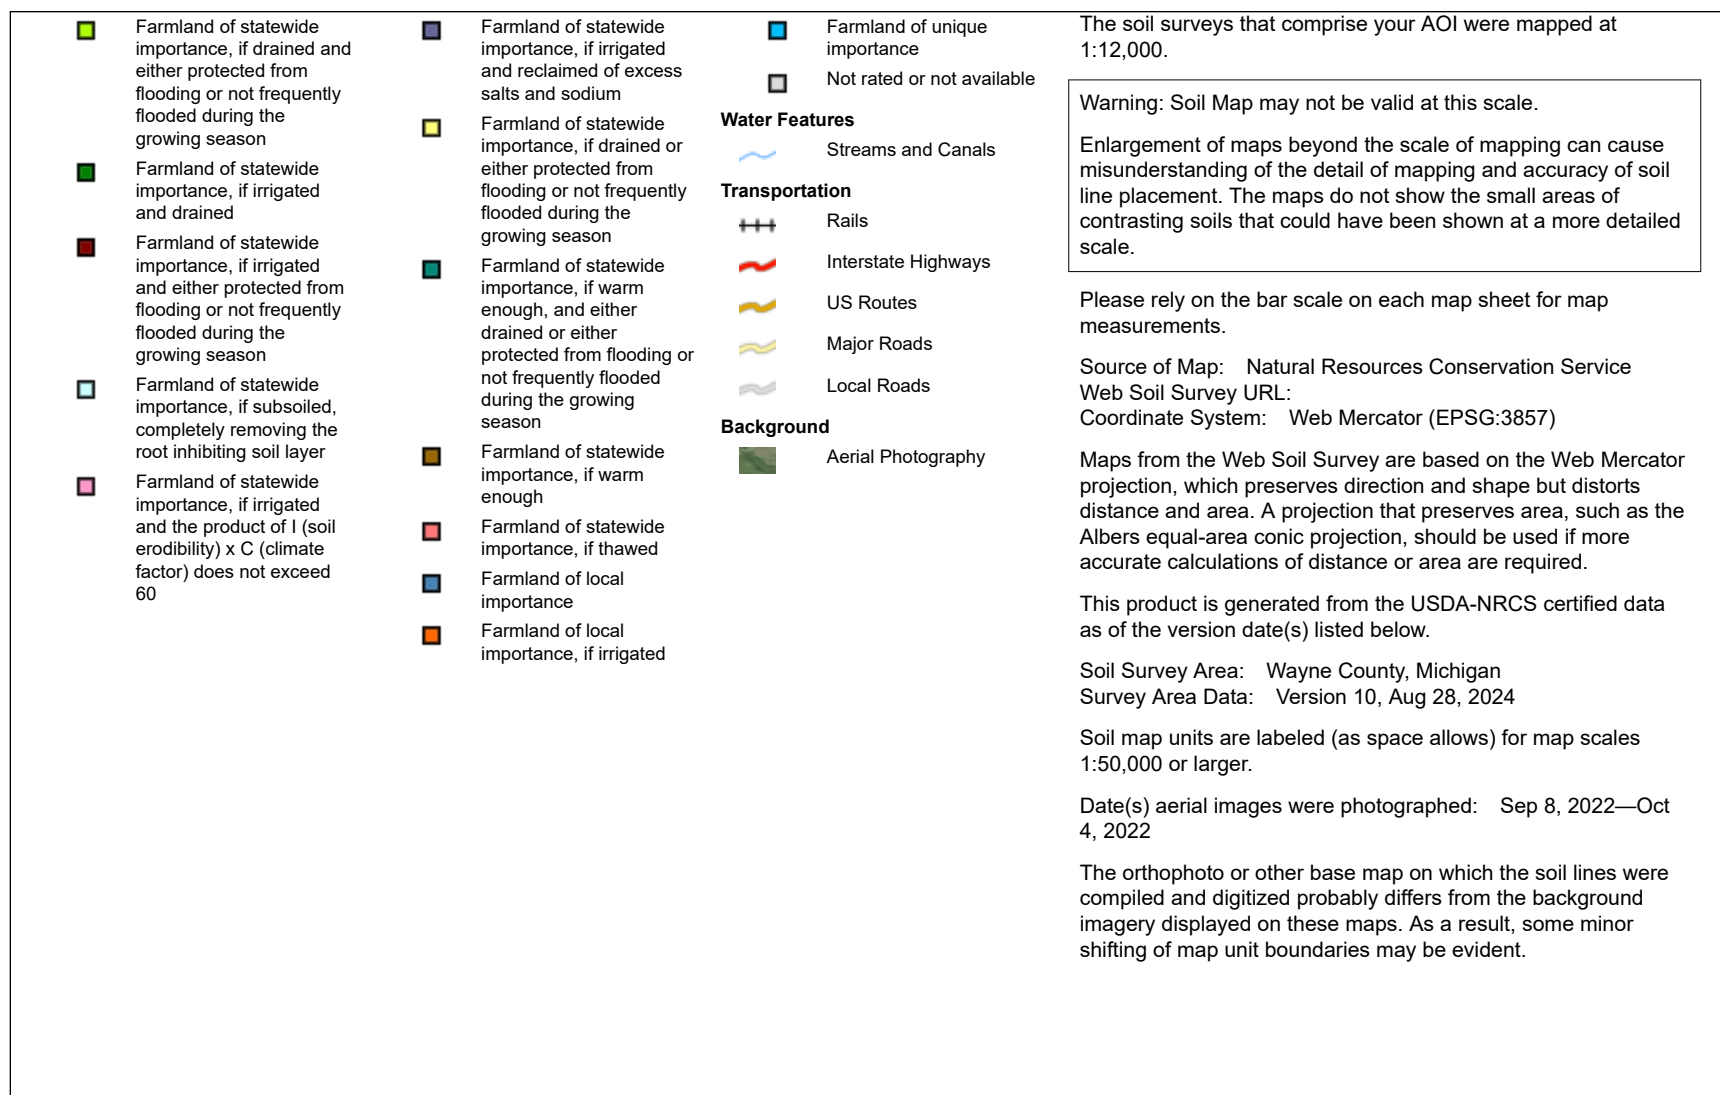 Farmland of statewide
importance, if drained and
either protected from
flooding or not frequently
flooded during the
growing season
Farmland of statewide
importance, if irrigated
and drained
Farmland of statewide
importance, if irrigated
and either protected from
flooding or not frequently
flooded during the
growing season
Farmland of statewide
importance, if subsoiled,
completely removing the
root inhibiting soil layer
Farmland of statewide
importance, if irrigated
and the product of I (soil
erodibility) x C (climate
factor) does not exceed
60
Farmland of statewide
importance, if irrigated
and reclaimed of excess
salts and sodium
Farmland of statewide
importance, if drained or
either protected from
flooding or not frequently
flooded during the
growing season
Farmland of statewide
importance, if warm
enough, and either
drained or either
protected from flooding or
not frequently flooded
during the growing
season
Farmland of statewide
importance, if warm
enough
Farmland of statewide
importance, if thawed
Farmland of local
importance
Farmland of local
importance, if irrigated
Farmland of unique
importance
Not rated or not available
Water Features
Streams and Canals
Transportation
Rails
Interstate Highways
US Routes
Major Roads
Local Roads
Background
Aerial Photography
The soil surveys that comprise your AOI were mapped at
1:12,000.
Warning: Soil Map may not be valid at this scale.
Enlargement of maps beyond the scale of mapping can cause
misunderstanding of the detail of mapping and accuracy of soil
line placement. The maps do not show the small areas of
contrasting soils that could have been shown at a more detailed
scale.
Please rely on the bar scale on each map sheet for map
measurements.
Source of Map: Natural Resources Conservation Service
Web Soil Survey URL:
Coordinate System: Web Mercator (EPSG:3857)
Maps from the Web Soil Survey are based on the Web Mercator
projection, which preserves direction and shape but distorts
distance and area. A projection that preserves area, such as the
Albers equal-area conic projection, should be used if more
accurate calculations of distance or area are required.
This product is generated from the USDA-NRCS certified data
as of the version date(s) listed below.
Soil Survey Area: Wayne County, Michigan
Survey Area Data: Version 10, Aug 28, 2024
Soil map units are labeled (as space allows) for map scales
1:50,000 or larger.
Date(s) aerial images were photographed: Sep 8, 2022—Oct
4, 2022
The orthophoto or other base map on which the soil lines were
compiled and digitized probably differs from the background
imagery displayed on these maps. As a result, some minor
shifting of map unit boundaries may be evident.